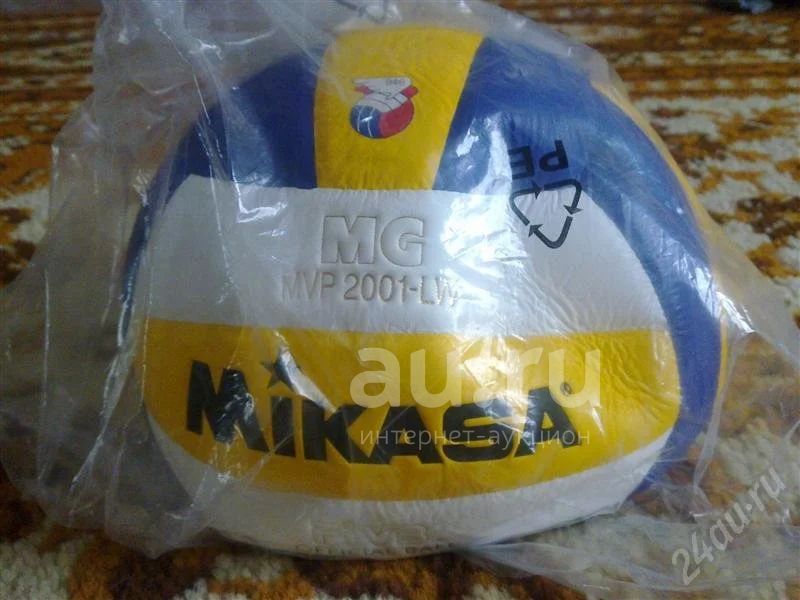 MG
MVP 2001-LW
MiKASA®
PE
au.ru
интернет-аукцион
24au.ru